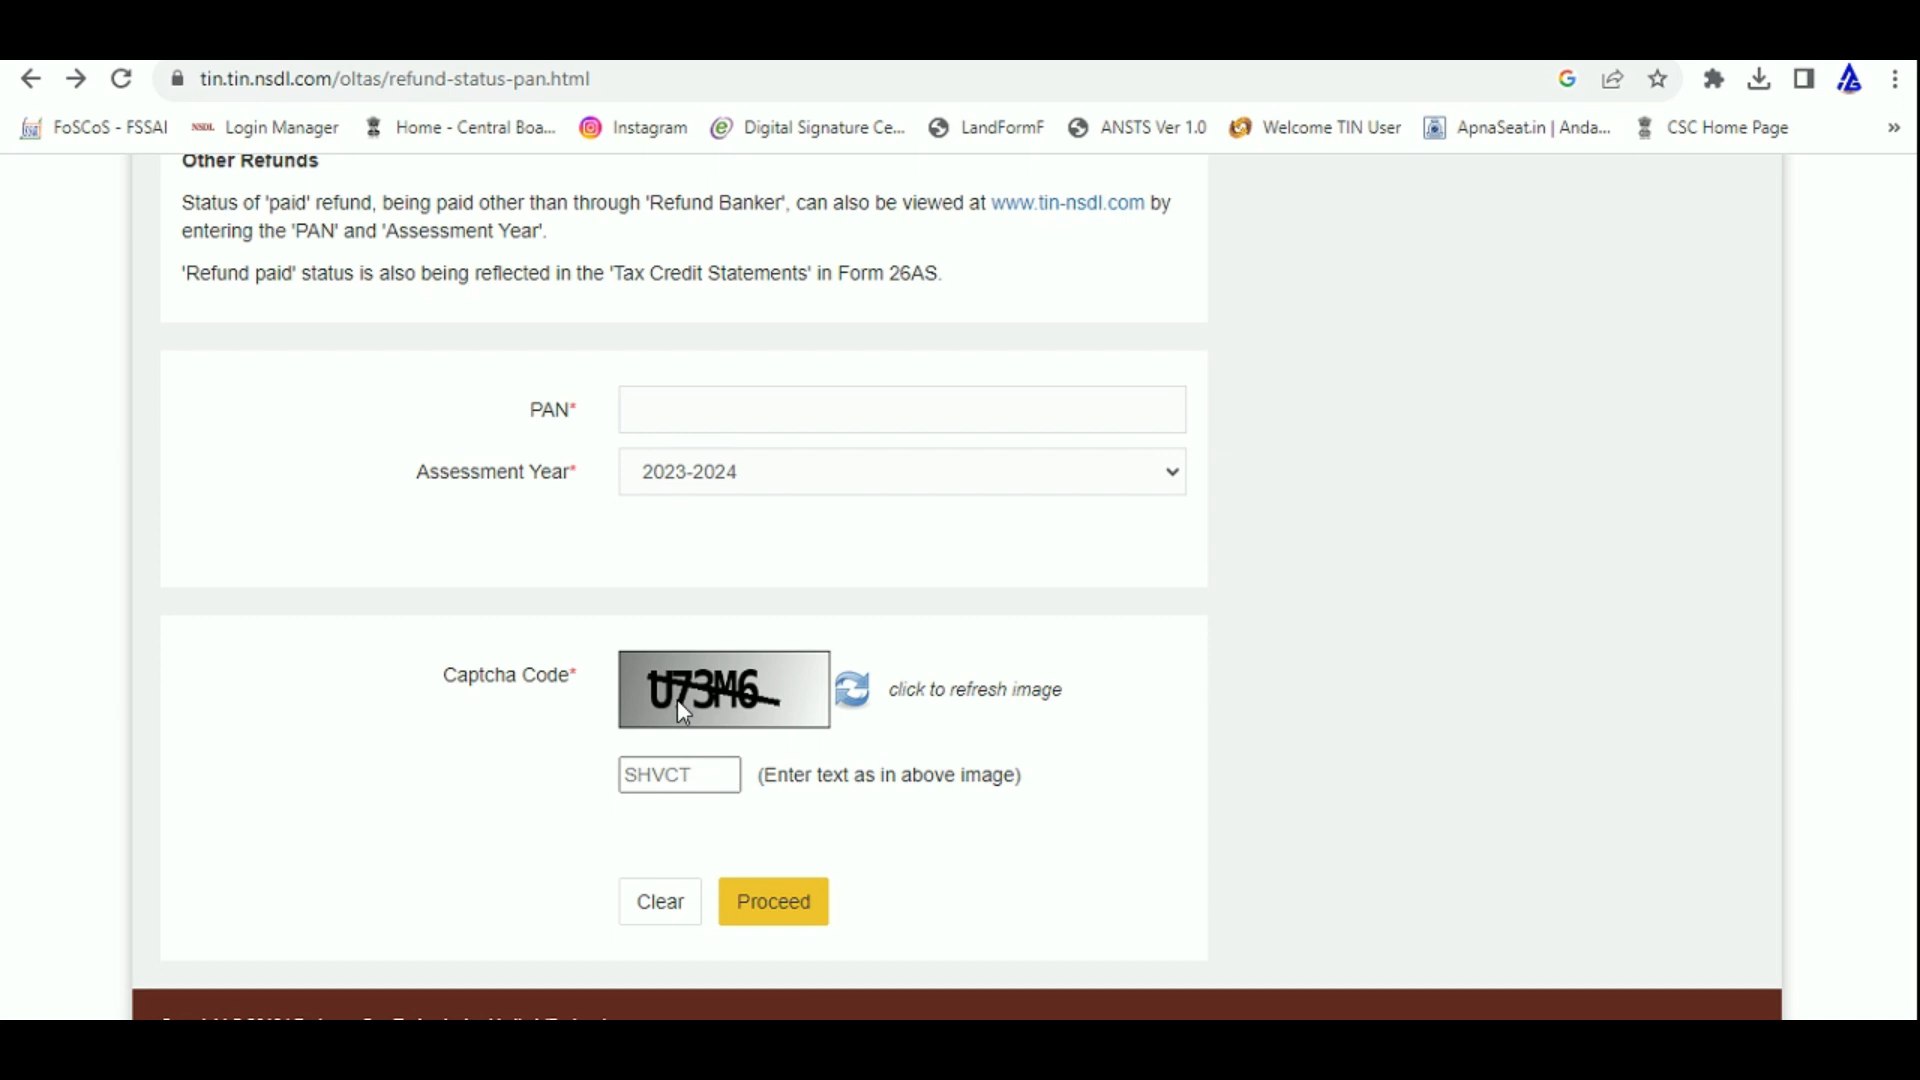 tin.tin.nsdl.com/oltas/refund-status-pan.html
FoSCoS - FSSAI NSDL Login Manager Home - Central Boa... Instagram Digital Signature Ce... LandFormF ANSTS Ver 1.0 Welcome TIN User ApnaSeat.in | Anda... CSC Home Page »
Other Refunds
Status of 'paid' refund, being paid other than through 'Refund Banker', can also be viewed at www.tin-nsdl.com by
entering the 'PAN' and 'Assessment Year'.
'Refund paid' status is also being reflected in the 'Tax Credit Statements' in Form 26AS.
PAN*
Assessment Year* 2023-2024
Captcha Code* U73M6 click to refresh image
SHVCT (Enter text as in above image)
Clear Proceed